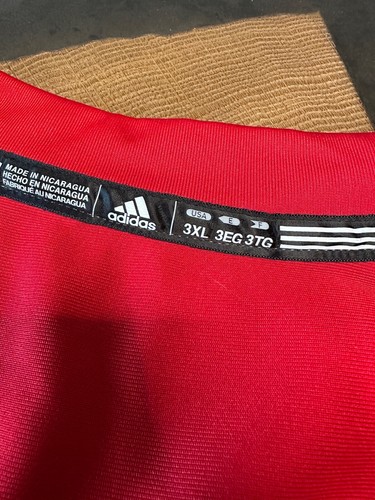 MADE IN NICARAGUA
HECHO EN NICARAGUA
FABRIQUÉ AU NICARAGUA
adidas
USA E F
3XL 3EG 3TG